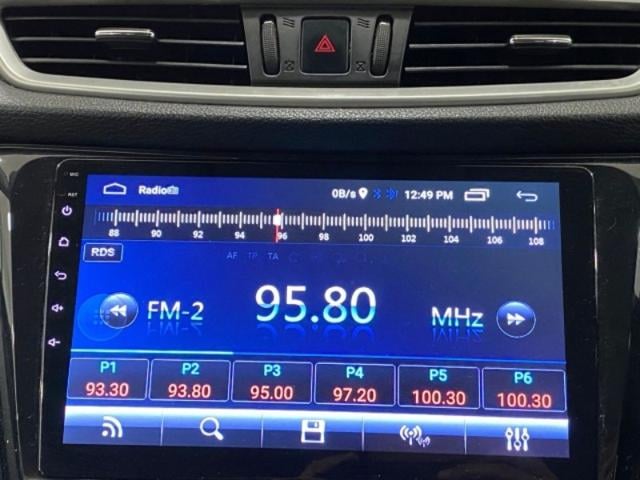 MIC
RST
Radio 0B/s 12:49 PM
88 90 92 94 96 98 100 102 104 106 108
RDS AF TP TA
FM-2 95.80 MHz
P1 P2 P3 P4 P5 P6
93.30 93.80 95.00 97.20 100.30 100.30